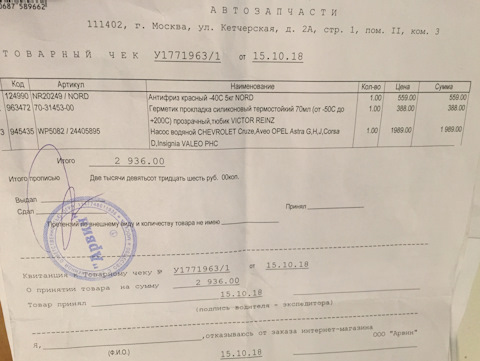 0687 589662
АВТОЗАПЧАСТИ
111402, г. Москва, ул. Кетчерская, д. 2А, стр. 1, пом. II, ком. 3
ТОВАРНЫЙ ЧЕК У1771963/1 от 15.10.18
Код Артикул Наименование Кол-во Цена Сумма
124990 NR20249 / NORD Антифриз красный -40С 5кг NORD 1.00 559.00 559.00
963472 70-31453-00 Герметик прокладка силиконовый термостойкий 70мл (от -50С до 1.00 388.00 388.00
+200С) прозрачный,тюбик VICTOR REINZ
3 945435 WP5082 / 24405895 Насос водяной CHEVROLET Cruze,Aveo OPEL Astra G,H,J,Corsa 1.00 1989.00 1 989.00
D,Insignia VALEO PHC
Итого 2 936.00
Итого прописью Две тысячи девятьсот тридцать шесть руб. 00коп.
Выдал
Принял
Сдал
Претензий по внешнему виду и количеству товара не имею
"Арвин"
Квитанция к Товарному чеку № У1771963/1 от 15.10.18
О принятии товара на сумму 2 936.00
Товар принял 15.10.18
(подпись водителя - экспедитора)
Я, ,отказываюсь от заказа интернет-магазина ООО "Арвин"
(Ф.И.О.) 15.10.18